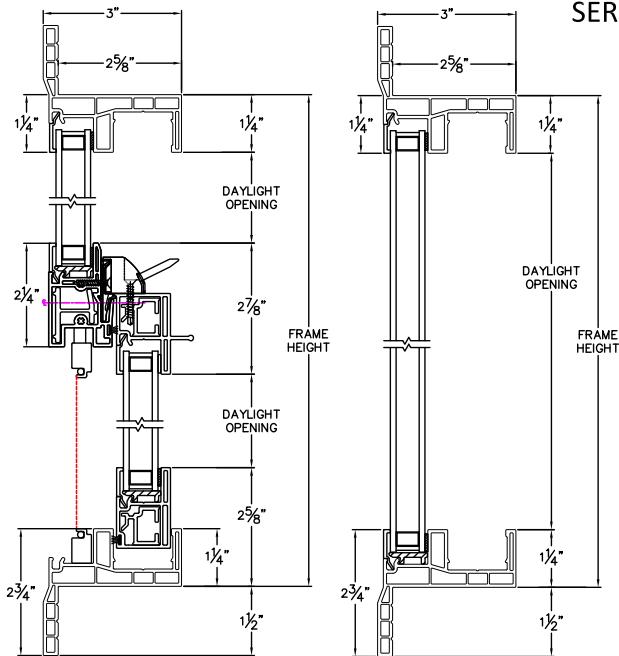 SER
3"
2⅝"
1¼"
1¼"
DAYLIGHT
OPENING
2¼"
2⅞"
FRAME
HEIGHT
DAYLIGHT
OPENING
2⅝"
1¼"
2¾"
1½"
3"
2⅝"
1¼"
1¼"
DAYLIGHT
OPENING
FRAME
HEIGHT
1¼"
2¾"
1½"